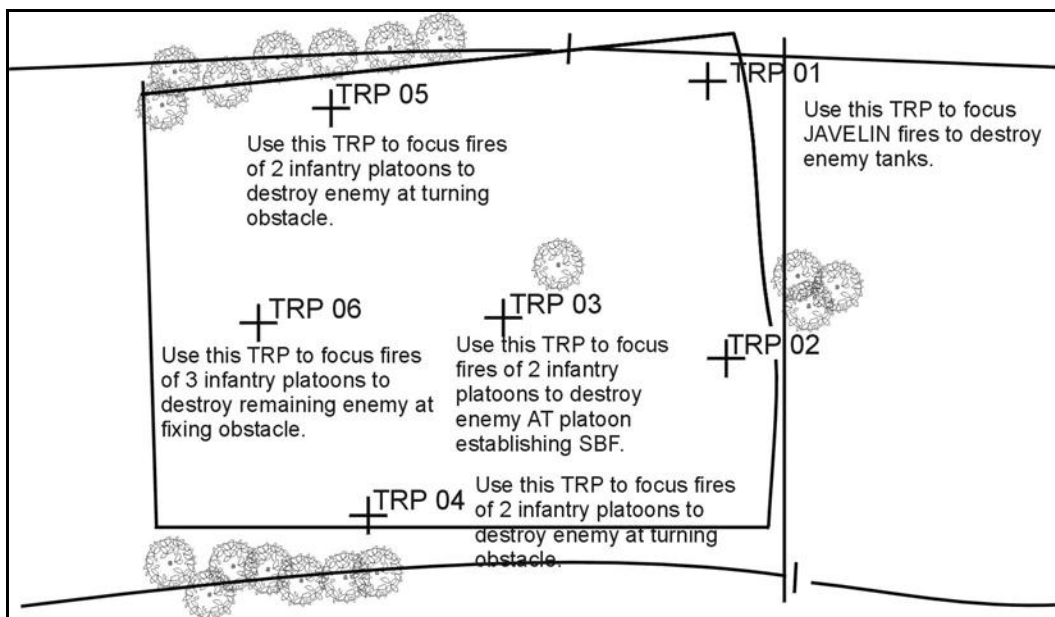 TRP 01
Use this TRP to focus
JAVELIN fires to destroy
enemy tanks.
TRP 05
Use this TRP to focus fires
of 2 infantry platoons to
destroy enemy at turning
obstacle.
TRP 06
Use this TRP to focus fires
of 3 infantry platoons to
destroy remaining enemy at
fixing obstacle.
TRP 03
Use this TRP to focus
fires of 2 infantry
platoons to destroy
enemy AT platoon
establishing SBF.
TRP 02
TRP 04
Use this TRP to focus fires
of 2 infantry platoons to
destroy enemy at turning
obstacle.